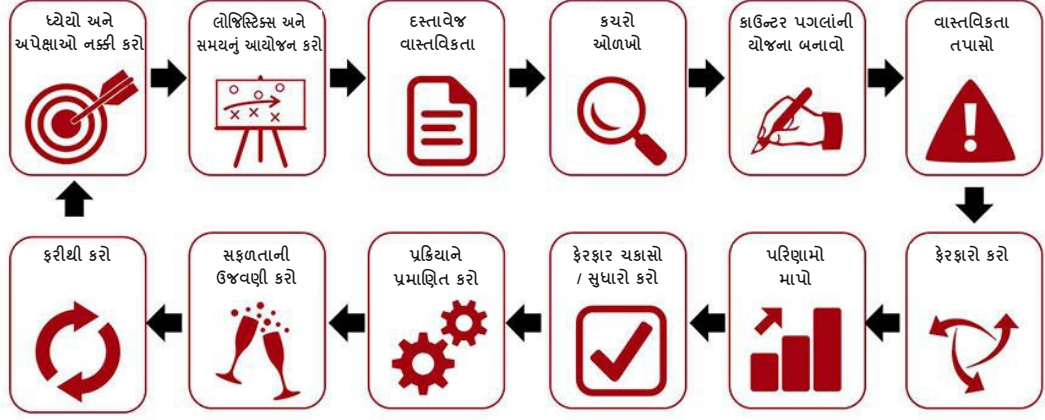 ધ્યેયો અને
અપેક્ષાઓ નક્કી કરો
લોજિસ્ટિક્સ અને
સમયનું આયોજન કરો
દસ્તાવેજ
વાસ્તવિકતા
કચરો
ઓળખો
કાઉન્ટર પગલાંની
યોજના બનાવો
વાસ્તવિકતા
તપાસો
ફરીથી કરો
સફળતાની
ઉજવણી કરો
પ્રક્રિયાને
પ્રમાણિત કરો
ફેરફાર ચકાસો
/ સુધારો કરો
પરિણામો
માપો
ફેરફારો કરો